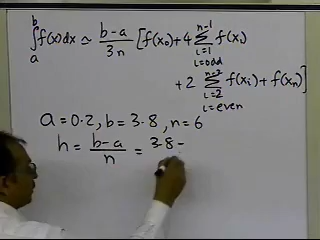 ∫_a^b f(x)dx ≃ (b-a)/(3n) [f(x₀)+4 Σ_{i=1, i=odd}^{n-1} f(xᵢ)
+ 2 Σ_{i=2, i=even}^{n-2} f(xᵢ)+f(xₙ)]
a=0.2, b=3.8, n=6
h = (b-a)/n = 3.8-